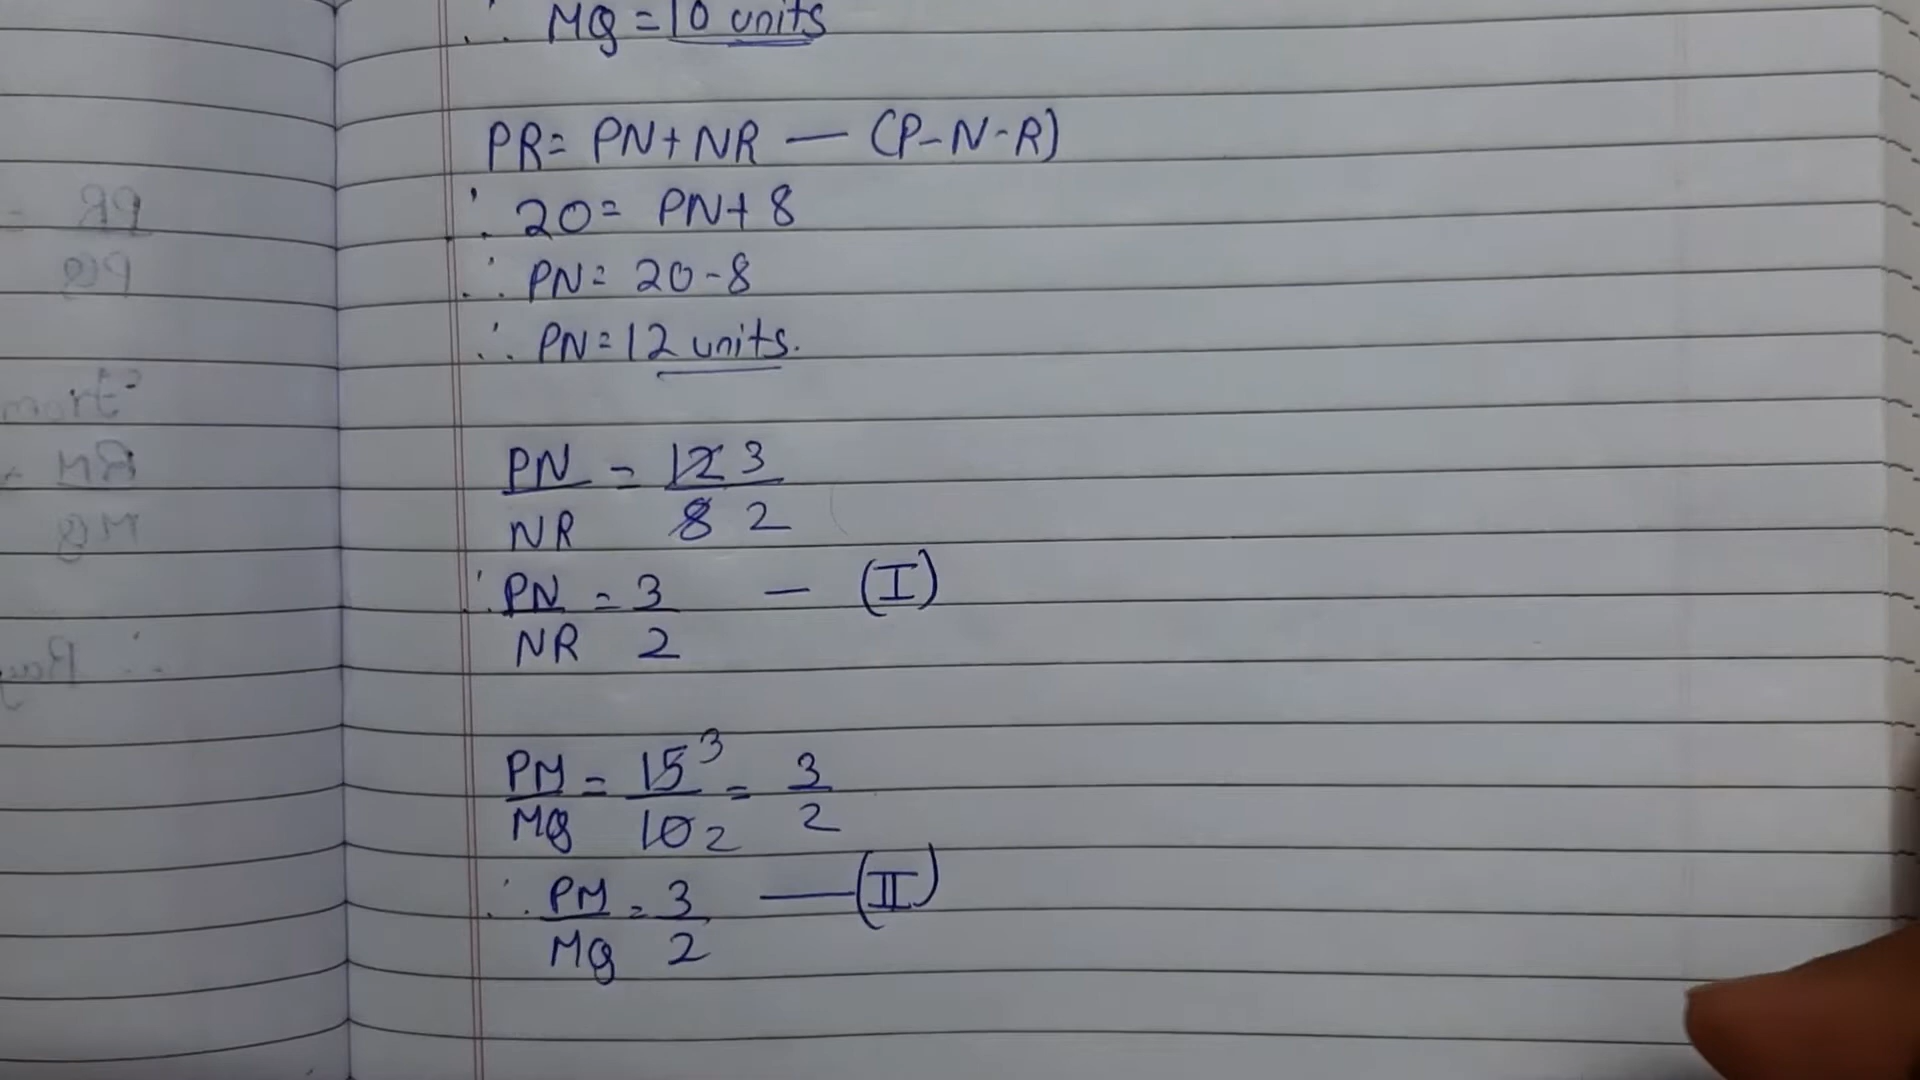 ∴ MQ = 10 units
PR = PN + NR — (P-N-R)
∴ 20 = PN + 8
∴ PN = 20 - 8
∴ PN = 12 units.
PN = 12 3
NR 8 2
∴ PN = 3 — (I)
NR 2
PM = 15 3 = 3
MQ 10 2 2
∴ PM = 3 — (II)
MQ 2